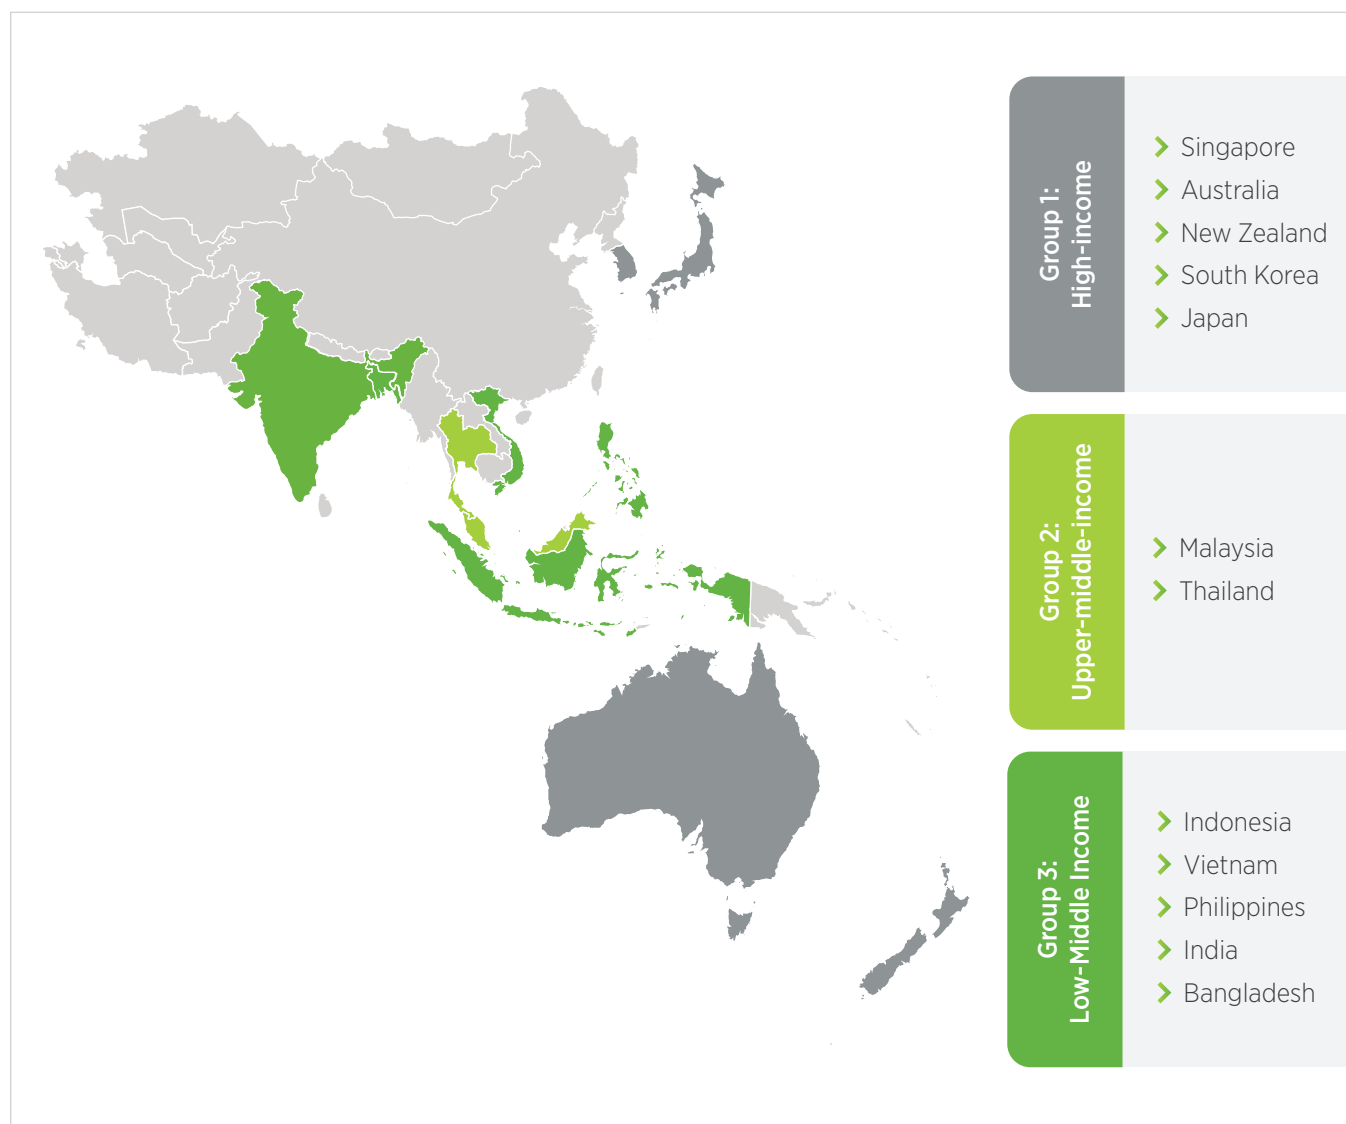 Group 1:
High-income
Singapore
Australia
New Zealand
South Korea
Japan
Group 2:
Upper-middle-income
Malaysia
Thailand
Group 3:
Low-Middle Income
Indonesia
Vietnam
Philippines
India
Bangladesh